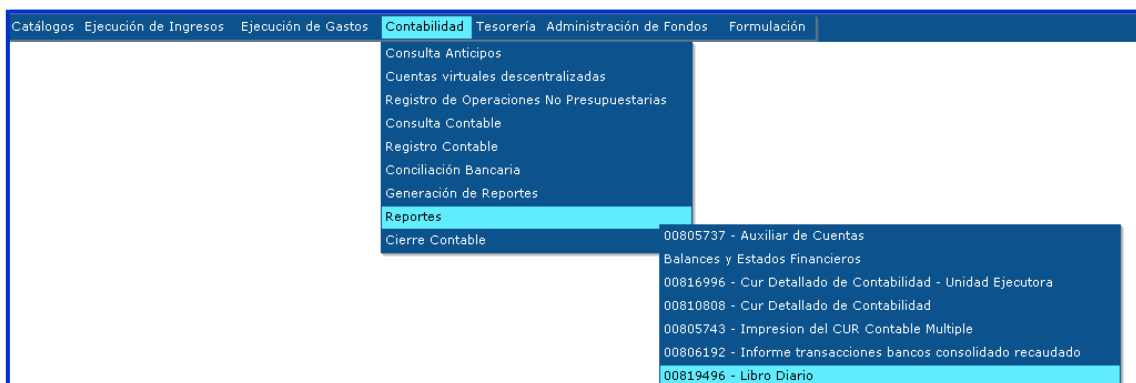 Catálogos Ejecución de Ingresos Ejecución de Gastos Contabilidad Tesorería Administración de Fondos Formulación
Consulta Anticipos
Cuentas virtuales descentralizadas
Registro de Operaciones No Presupuestarias
Consulta Contable
Registro Contable
Conciliación Bancaria
Generación de Reportes
Reportes
Cierre Contable
00805737 - Auxiliar de Cuentas
Balances y Estados Financieros
00816996 - Cur Detallado de Contabilidad - Unidad Ejecutora
00810808 - Cur Detallado de Contabilidad
00805743 - Impresion del CUR Contable Multiple
00806192 - Informe transacciones bancos consolidado recaudado
00819496 - Libro Diario